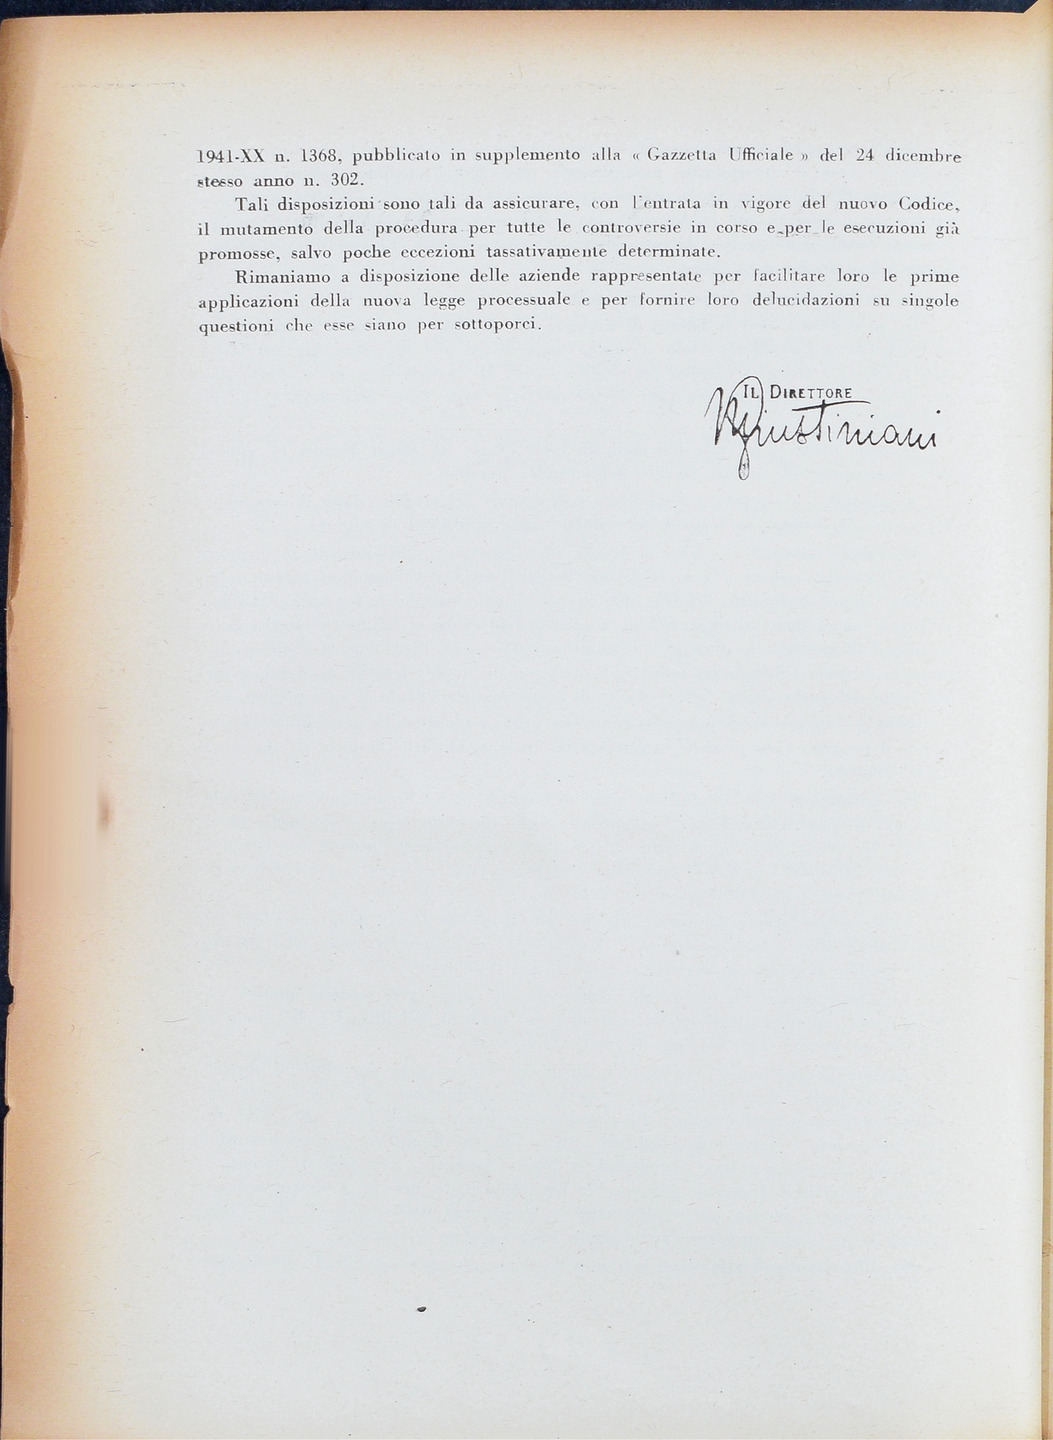 1941-XX n. 1368, pubblicato in supplemento alla « Gazzetta Ufficiale » del 24 dicembre
stesso anno n. 302.
Tali disposizioni sono tali da assicurare, con l'entrata in vigore del nuovo Codice,
il mutamento della procedura per tutte le controversie in corso e per le esecuzioni già
promosse, salvo poche eccezioni tassativamente determinate.
Rimaniamo a disposizione delle aziende rappresentate per facilitare loro le prime
applicazioni della nuova legge processuale e per fornire loro delucidazioni su singole
questioni che esse siano per sottoporci.
IL DIRETTORE
Giustiniani